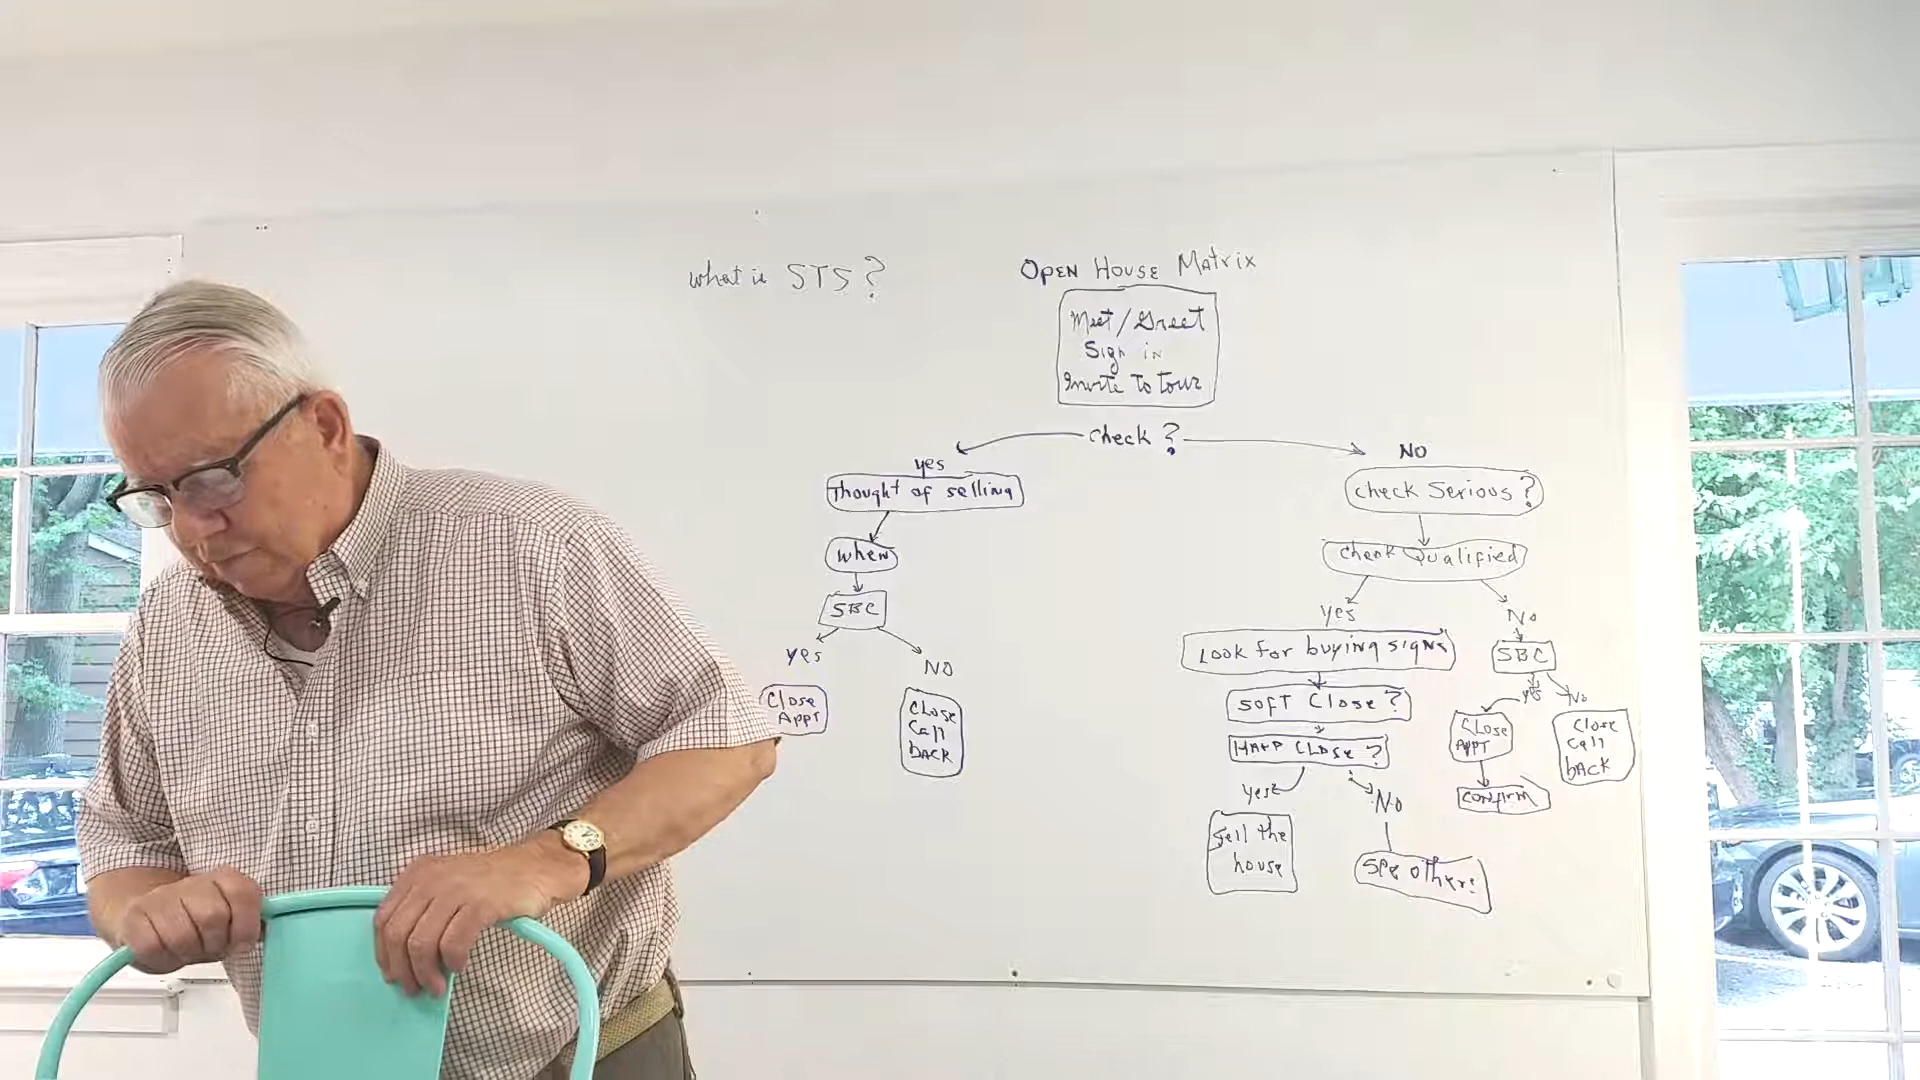 what is STS?
OPEN HOUSE MATRIX
Meet/Greet
Sign in
Invite to tour
check?
yes
NO
thought of selling
check Serious?
when
check Qualified
SBC
yes
No
yes
NO
Look for buying signs
SBC
Close
APPT
CLOSE
Call
back
SOFT Close?
yes
No
HARD CLOSE?
CLOSE
APPT
Close
call
back
yes
No
CONFIRM
Sell the
house
See others